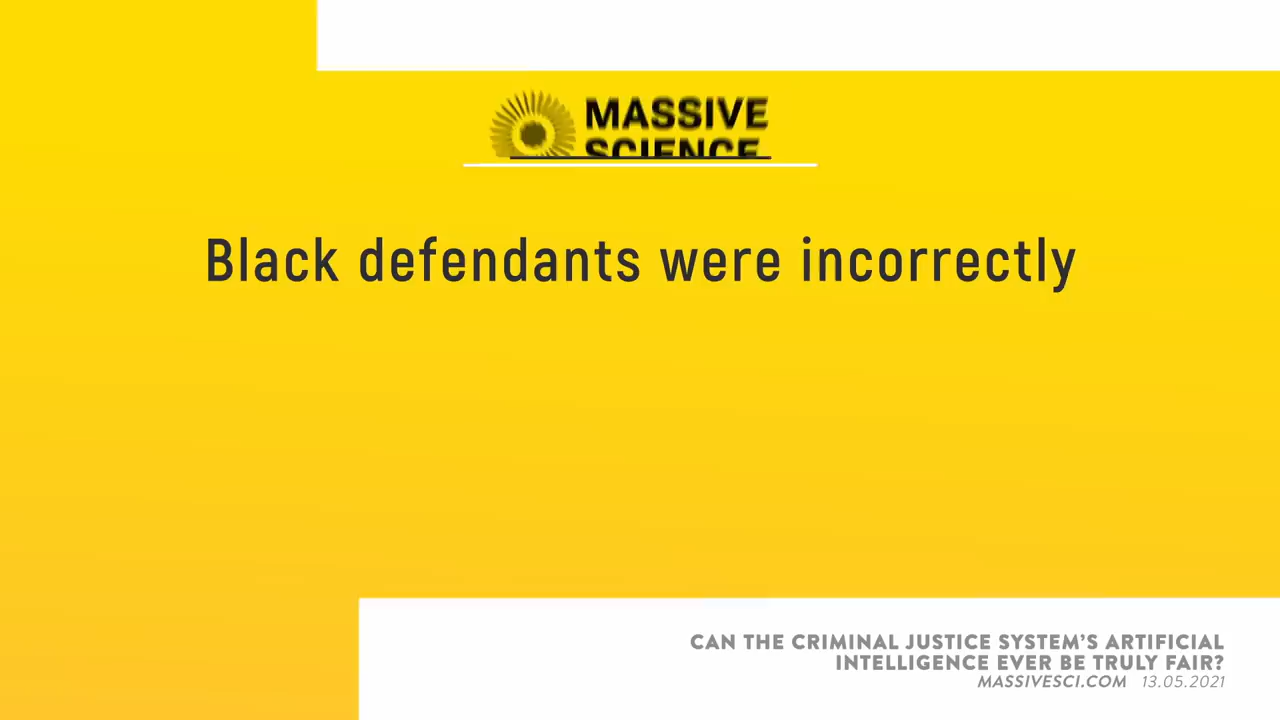 MASSIVE
SCIENCE
Black defendants were incorrectly
CAN THE CRIMINAL JUSTICE SYSTEM'S ARTIFICIAL
INTELLIGENCE EVER BE TRULY FAIR?
MASSIVESCI.COM 13.05.2021